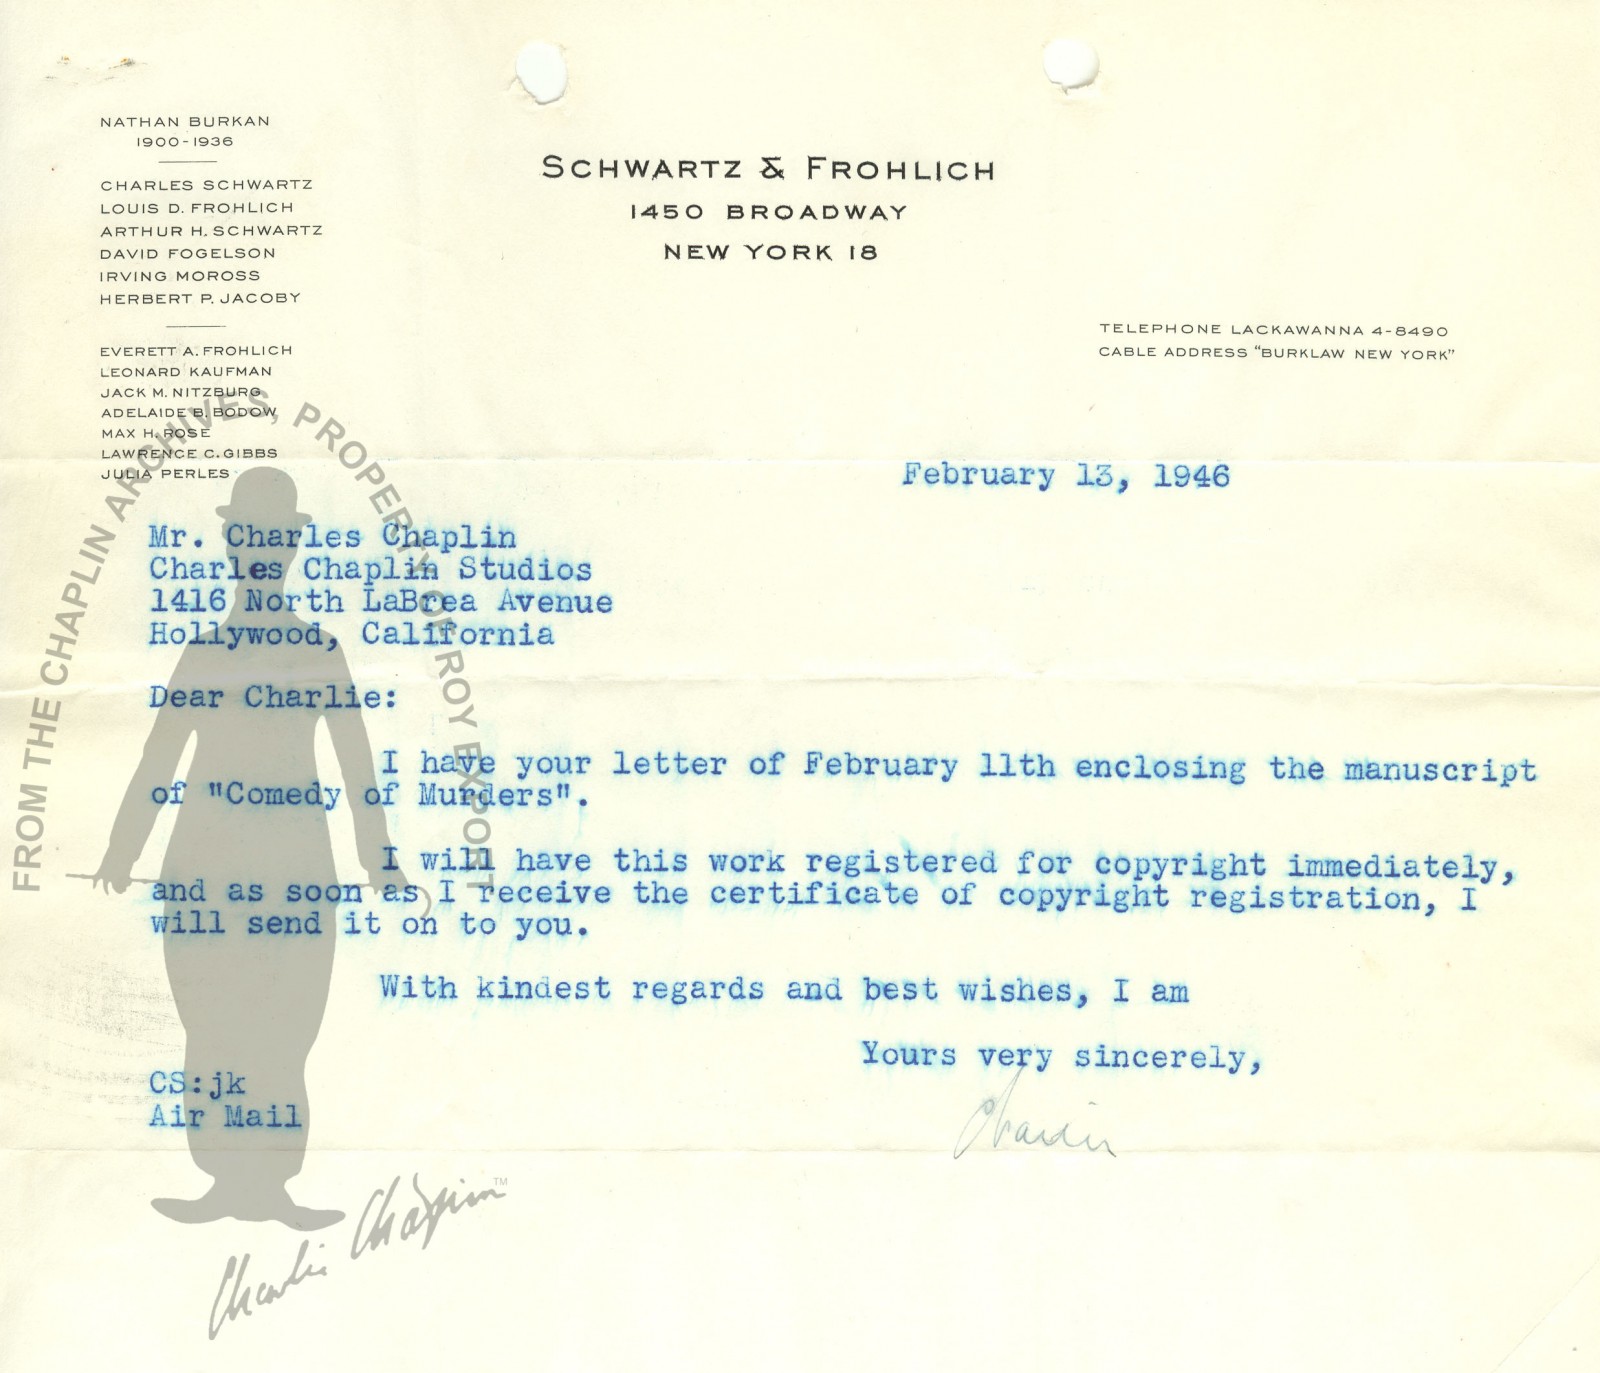 NATHAN BURKAN
1900-1936
CHARLES SCHWARTZ
LOUIS D. FROHLICH
ARTHUR H. SCHWARTZ
DAVID FOGELSON
IRVING MOROSS
HERBERT P. JACOBY
EVERETT A. FROHLICH
LEONARD KAUFMAN
JACK M. NITZBURG
ADELAIDE B. BODOW
MAX H. ROSE
LAWRENCE C. GIBBS
JULIA PERLES
SCHWARTZ & FROHLICH
1450 BROADWAY
NEW YORK 18
TELEPHONE LACKAWANNA 4-8490
CABLE ADDRESS "BURKLAW NEW YORK"
February 13, 1946
Mr. Charles Chaplin
Charles Chaplin Studios
1416 North LaBrea Avenue
Hollywood, California
Dear Charlie:
I have your letter of February 11th enclosing the manuscript
of "Comedy of Murders".
I will have this work registered for copyright immediately,
and as soon as I receive the certificate of copyright registration, I
will send it on to you.
With kindest regards and best wishes, I am
Yours very sincerely,
Charlie
CS:jk
Air Mail
FROM THE CHAPLIN ARCHIVES, PROPERTY OF ROY EXPORT
Charlie Chaplin™